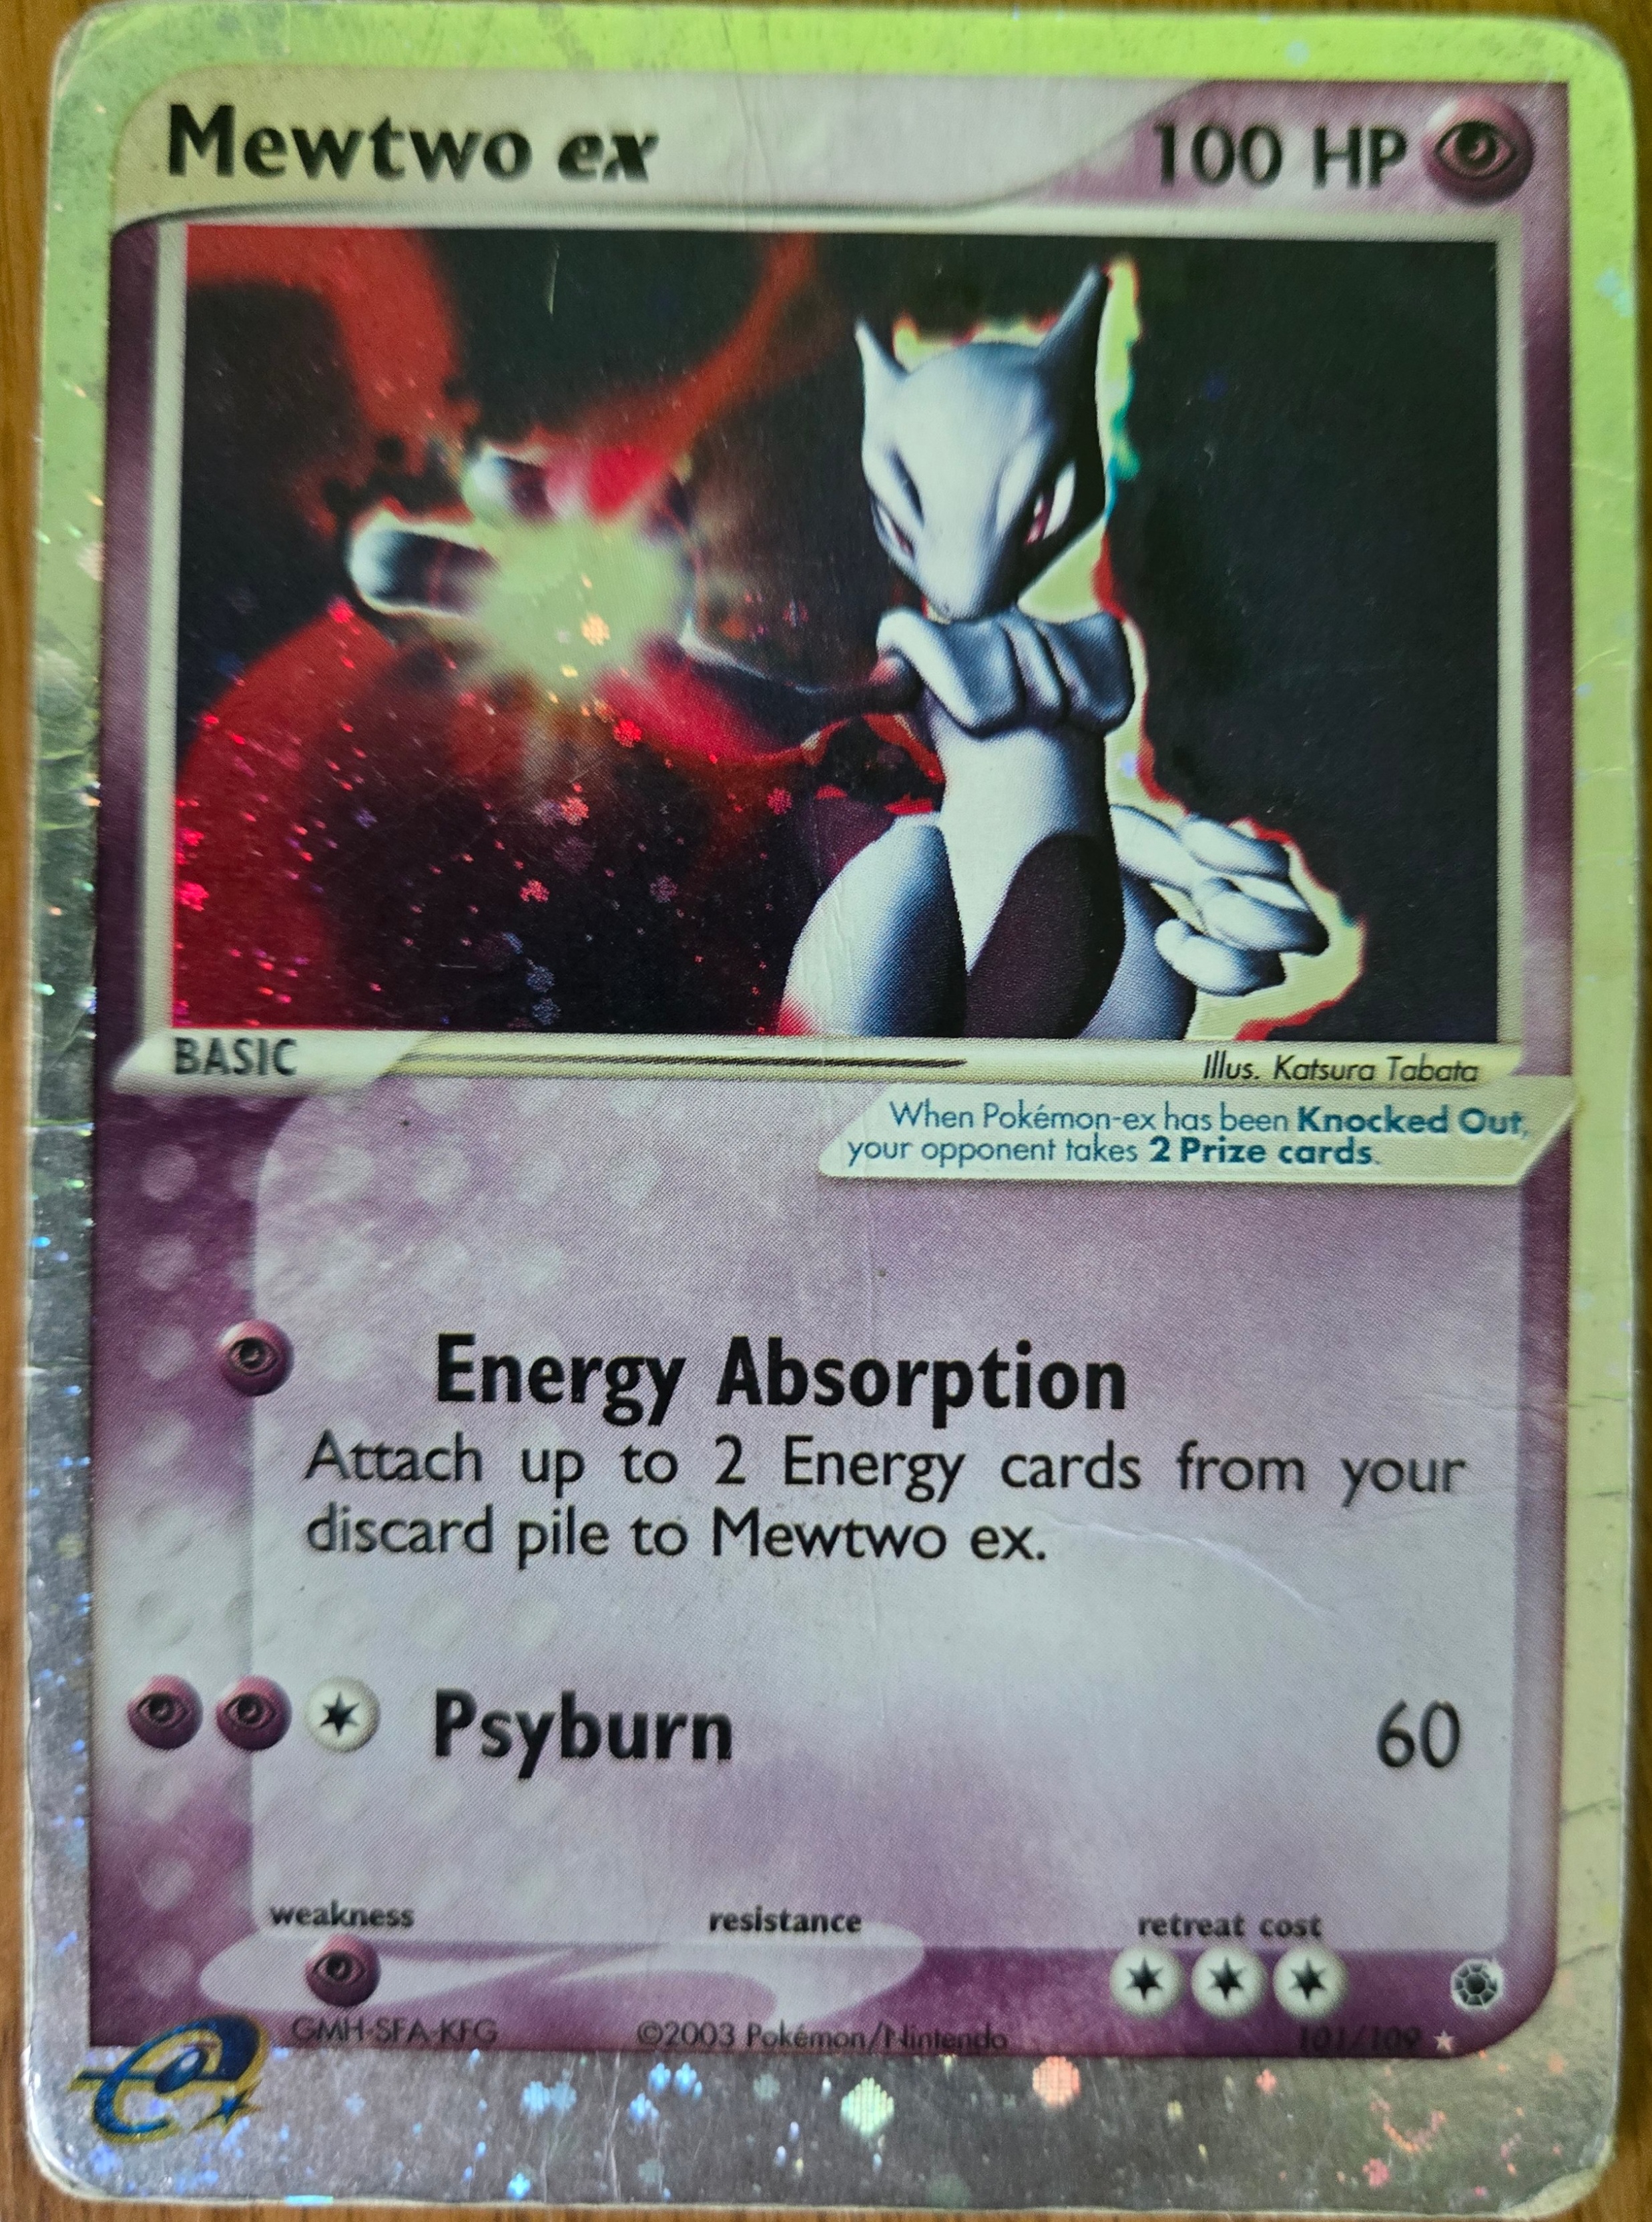 Mewtwo ex 100 HP
BASIC
Illus. Katsura Tabata
When Pokémon-ex has been Knocked Out,
your opponent takes 2 Prize cards.
Energy Absorption
Attach up to 2 Energy cards from your
discard pile to Mewtwo ex.
Psyburn 60
weakness resistance retreat cost
GMH-SFA-KFG ©2003 Pokémon/Nintendo 101/109
e